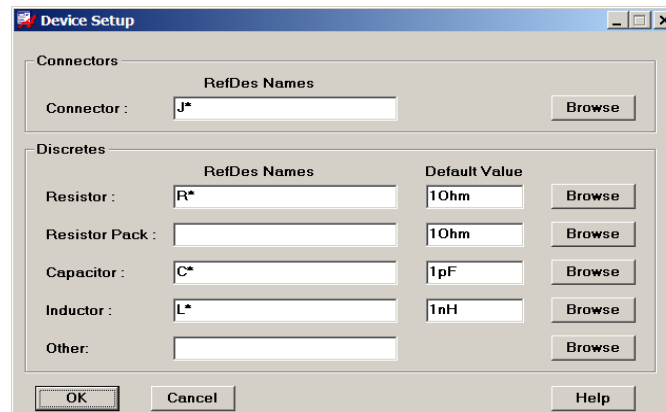 Device Setup
Connectors
RefDes Names
Connector : J* Browse
Discretes
RefDes Names Default Value
Resistor : R* 1Ohm Browse
Resistor Pack : 1Ohm Browse
Capacitor : C* 1pF Browse
Inductor : L* 1nH Browse
Other: Browse
OK Cancel Help